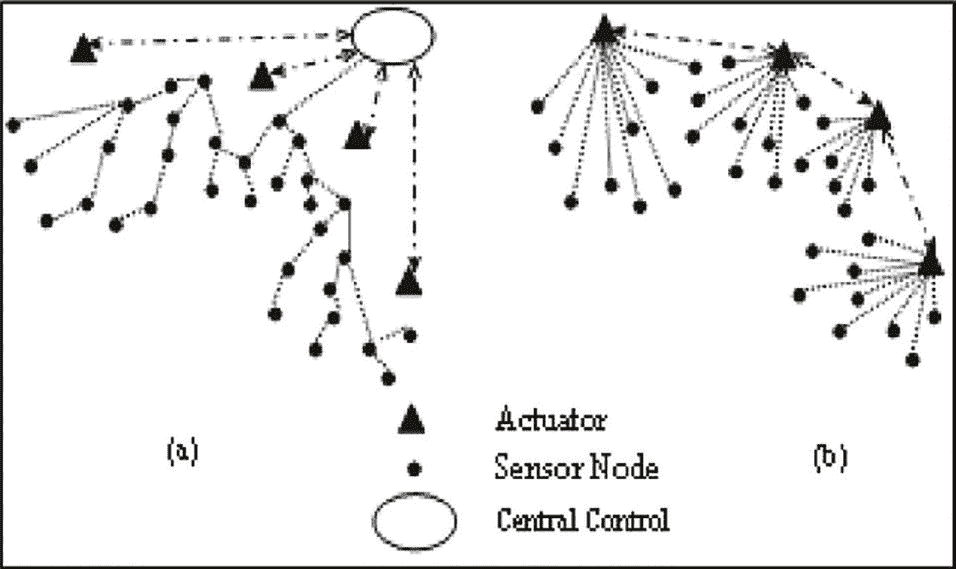 Actuator
(a)
(b)
Sensor Node
Central Control